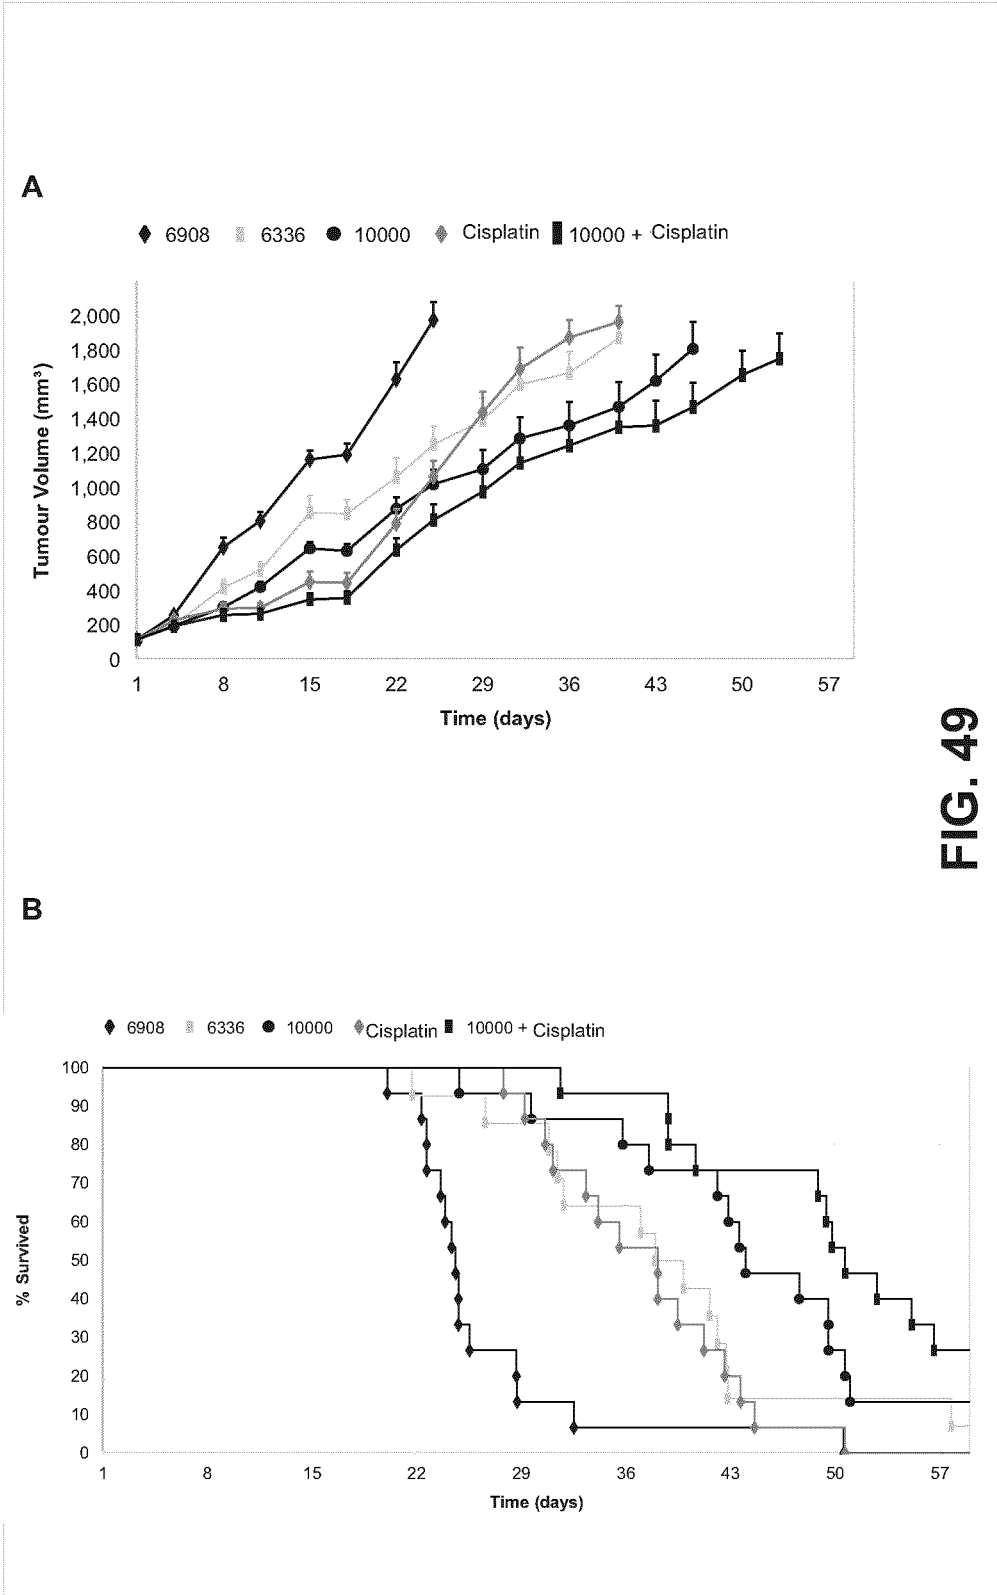 A
6908 6336 10000 Cisplatin 10000 + Cisplatin
2,000
1,800
1,600
1,400
1,200
1,000
800
600
400
200
0
Tumour Volume (mm³)
1 8 15 22 29 36 43 50 57
Time (days)
FIG. 49
B
6908 6336 10000 Cisplatin 10000 + Cisplatin
100
90
80
70
60
50
40
30
20
10
0
% Survived
1 8 15 22 29 36 43 50 57
Time (days)